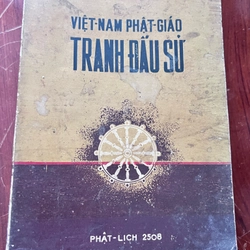 VIỆT-NAM PHẬT-GIÁO
TRANH ĐẤU SỬ
PHẬT-LỊCH 2508